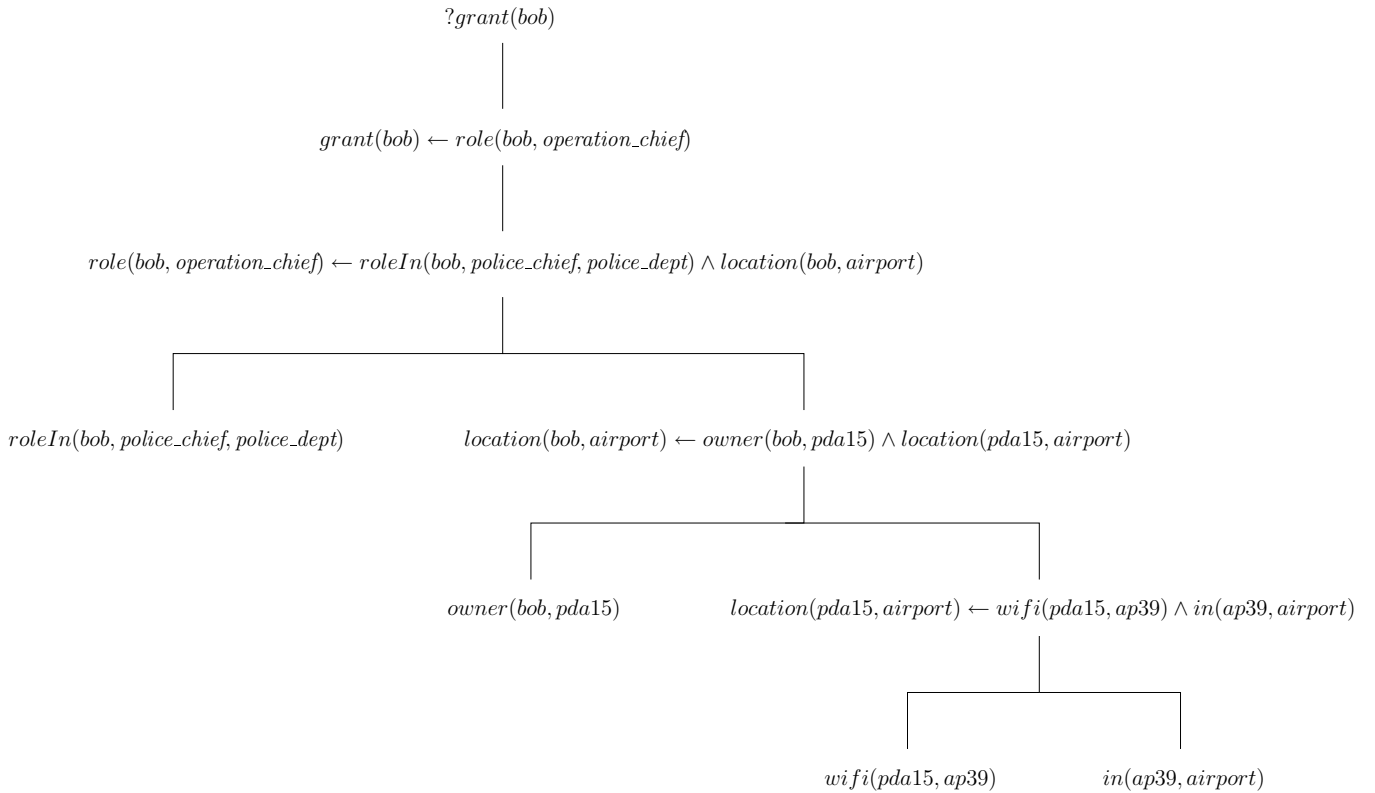 ?grant(bob)
grant(bob) ← role(bob, operation_chief)
role(bob, operation_chief) ← roleIn(bob, police_chief, police_dept) ∧ location(bob, airport)
roleIn(bob, police_chief, police_dept)
location(bob, airport) ← owner(bob, pda15) ∧ location(pda15, airport)
owner(bob, pda15)
location(pda15, airport) ← wifi(pda15, ap39) ∧ in(ap39, airport)
wifi(pda15, ap39)
in(ap39, airport)